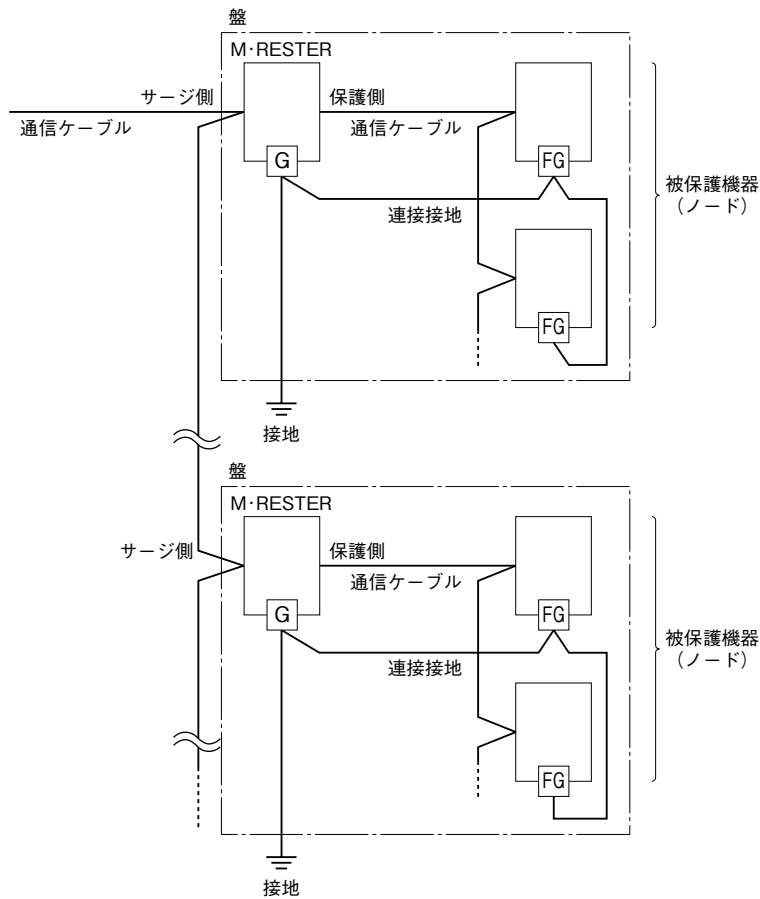 盤
M·RESTER
サージ側
保護側
通信ケーブル
通信ケーブル
G
FG
被保護機器
（ノード）
連接接地
FG
接地
盤
M·RESTER
サージ側
保護側
通信ケーブル
G
FG
被保護機器
（ノード）
連接接地
FG
接地